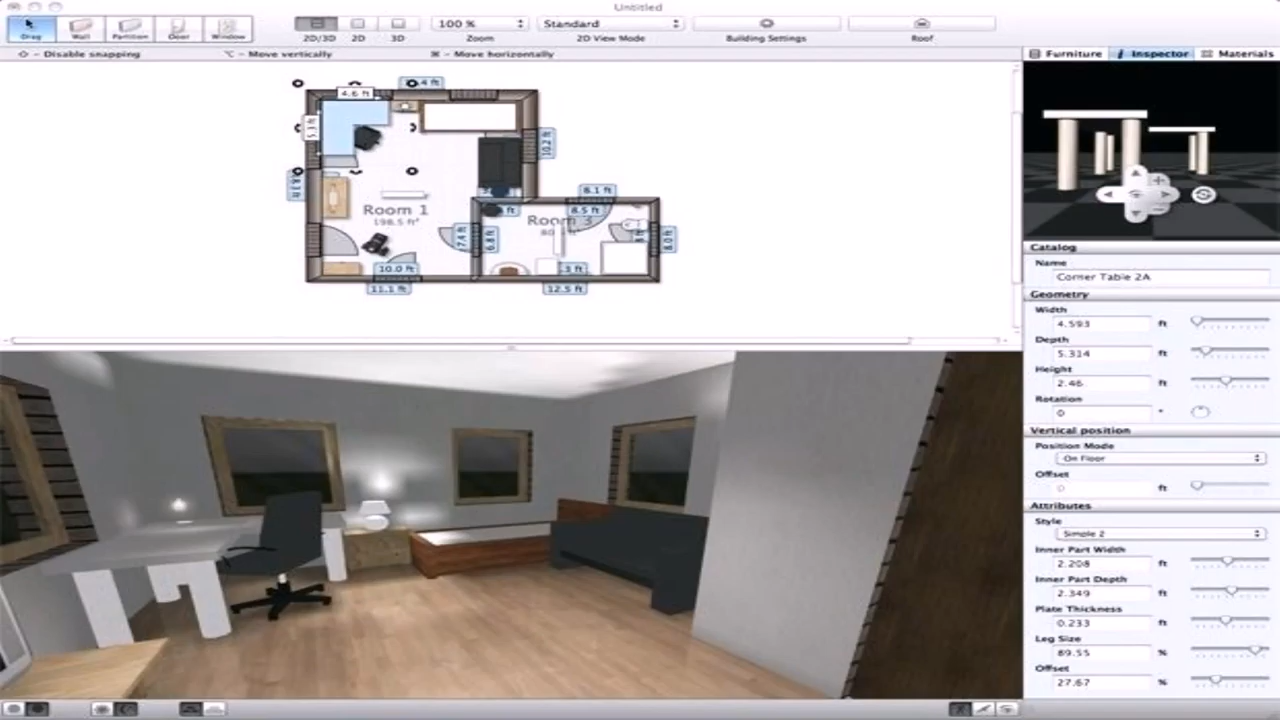 Untitled
Drag Wall Partition Door Window
2D/3D 2D 3D
100 %
Zoom
Standard
2D View Mode
Building Settings
Roof
- Disable snapping
- Move vertically
- Move horizontally
Furniture Inspector Materials
4.6 ft
5.3 ft
10.2 ft
8.1 ft
8.5 ft
Room 1
198.5 ft²
Room
7.4 ft
6.8 ft
8.0 ft
10.0 ft
11.1 ft
12.5 ft
Catalog
Name
Corner Table 2A
Geometry
Width
4.593 ft
Depth
5.314 ft
Height
2.46 ft
Rotation
0 °
Vertical position
Position Mode
On Floor
Offset
0 ft
Attributes
Style
Simple 2
Inner Part Width
2.208 ft
Inner Part Depth
2.349 ft
Plate Thickness
0.233 ft
Leg Size
89.55 %
Offset
27.67 %